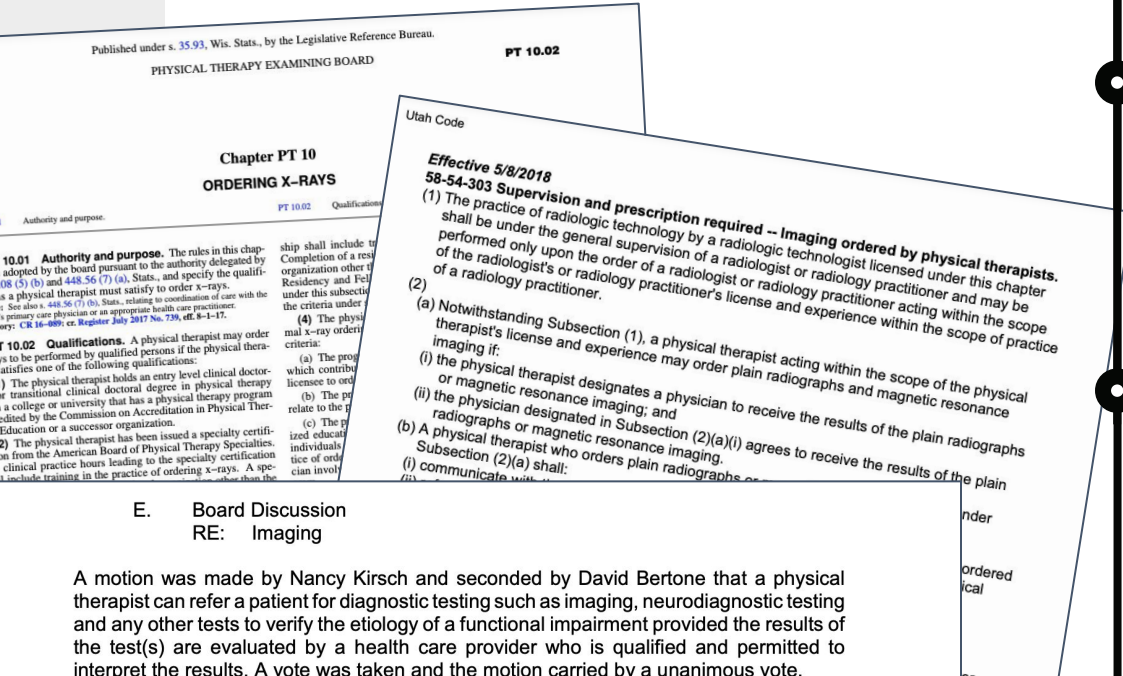 Published under s. 35.93, Wis. Stats., by the Legislative Reference Bureau.
PHYSICAL THERAPY EXAMINING BOARD
PT 10.02
Chapter PT 10
ORDERING X–RAYS
Authority and purpose.
PT 10.02 Qualifications
10.01 Authority and purpose. The rules in this chap-
adopted by the board pursuant to the authority delegated by
08 (5) (b) and 448.56 (7) (a), Stats., and specify the qualifi-
s a physical therapist must satisfy to order x–rays.
: See also s. 448.56 (7) (b), Stats., relating to coordination of care with the
's primary care physician or an appropriate health care practitioner.
ory: CR 16–089: cr. Register July 2017 No. 739, eff. 8–1–17.
T 10.02 Qualifications. A physical therapist may order
ys to be performed by qualified persons if the physical thera-
atisfies one of the following qualifications:
) The physical therapist holds an entry level clinical doctor-
r transitional clinical doctoral degree in physical therapy
a college or university that has a physical therapy program
edited by the Commission on Accreditation in Physical Ther-
Education or a successor organization.
2) The physical therapist has been issued a specialty certifi-
on from the American Board of Physical Therapy Specialties.
clinical practice hours leading to the specialty certification
include training in the practice of ordering x–rays. A spe-
ship shall include tr
Completion of a resi
organization other t
Residency and Fel
under this subsecti
the criteria under
(4) The physi
mal x–ray orderi
criteria:
(a) The prog
which contribu
licensee to ord
(b) The pr
relate to the p
(c) The p
ized educati
individuals
tice of orde
cian invol
Utah Code
Effective 5/8/2018
58-54-303 Supervision and prescription required -- Imaging ordered by physical therapists.
(1) The practice of radiologic technology by a radiologic technologist licensed under this chapter
shall be under the general supervision of a radiologist or radiology practitioner and may be
performed only upon the order of a radiologist or radiology practitioner acting within the scope
of the radiologist's or radiology practitioner's license and experience within the scope of practice
of a radiology practitioner.
(2)
(a) Notwithstanding Subsection (1), a physical therapist acting within the scope of the physical
therapist's license and experience may order plain radiographs and magnetic resonance
imaging if:
(i) the physical therapist designates a physician to receive the results of the plain radiographs
or magnetic resonance imaging; and
(ii) the physician designated in Subsection (2)(a)(i) agrees to receive the results of the plain
radiographs or magnetic resonance imaging.
(b) A physical therapist who orders plain radiographs or
nder
Subsection (2)(a) shall:
(i) communicate with
ordered
ical
E. Board Discussion
RE: Imaging
A motion was made by Nancy Kirsch and seconded by David Bertone that a physical
therapist can refer a patient for diagnostic testing such as imaging, neurodiagnostic testing
and any other tests to verify the etiology of a functional impairment provided the results of
the test(s) are evaluated by a health care provider who is qualified and permitted to
interpret the results. A vote was taken and the motion carried by a unanimous vote.